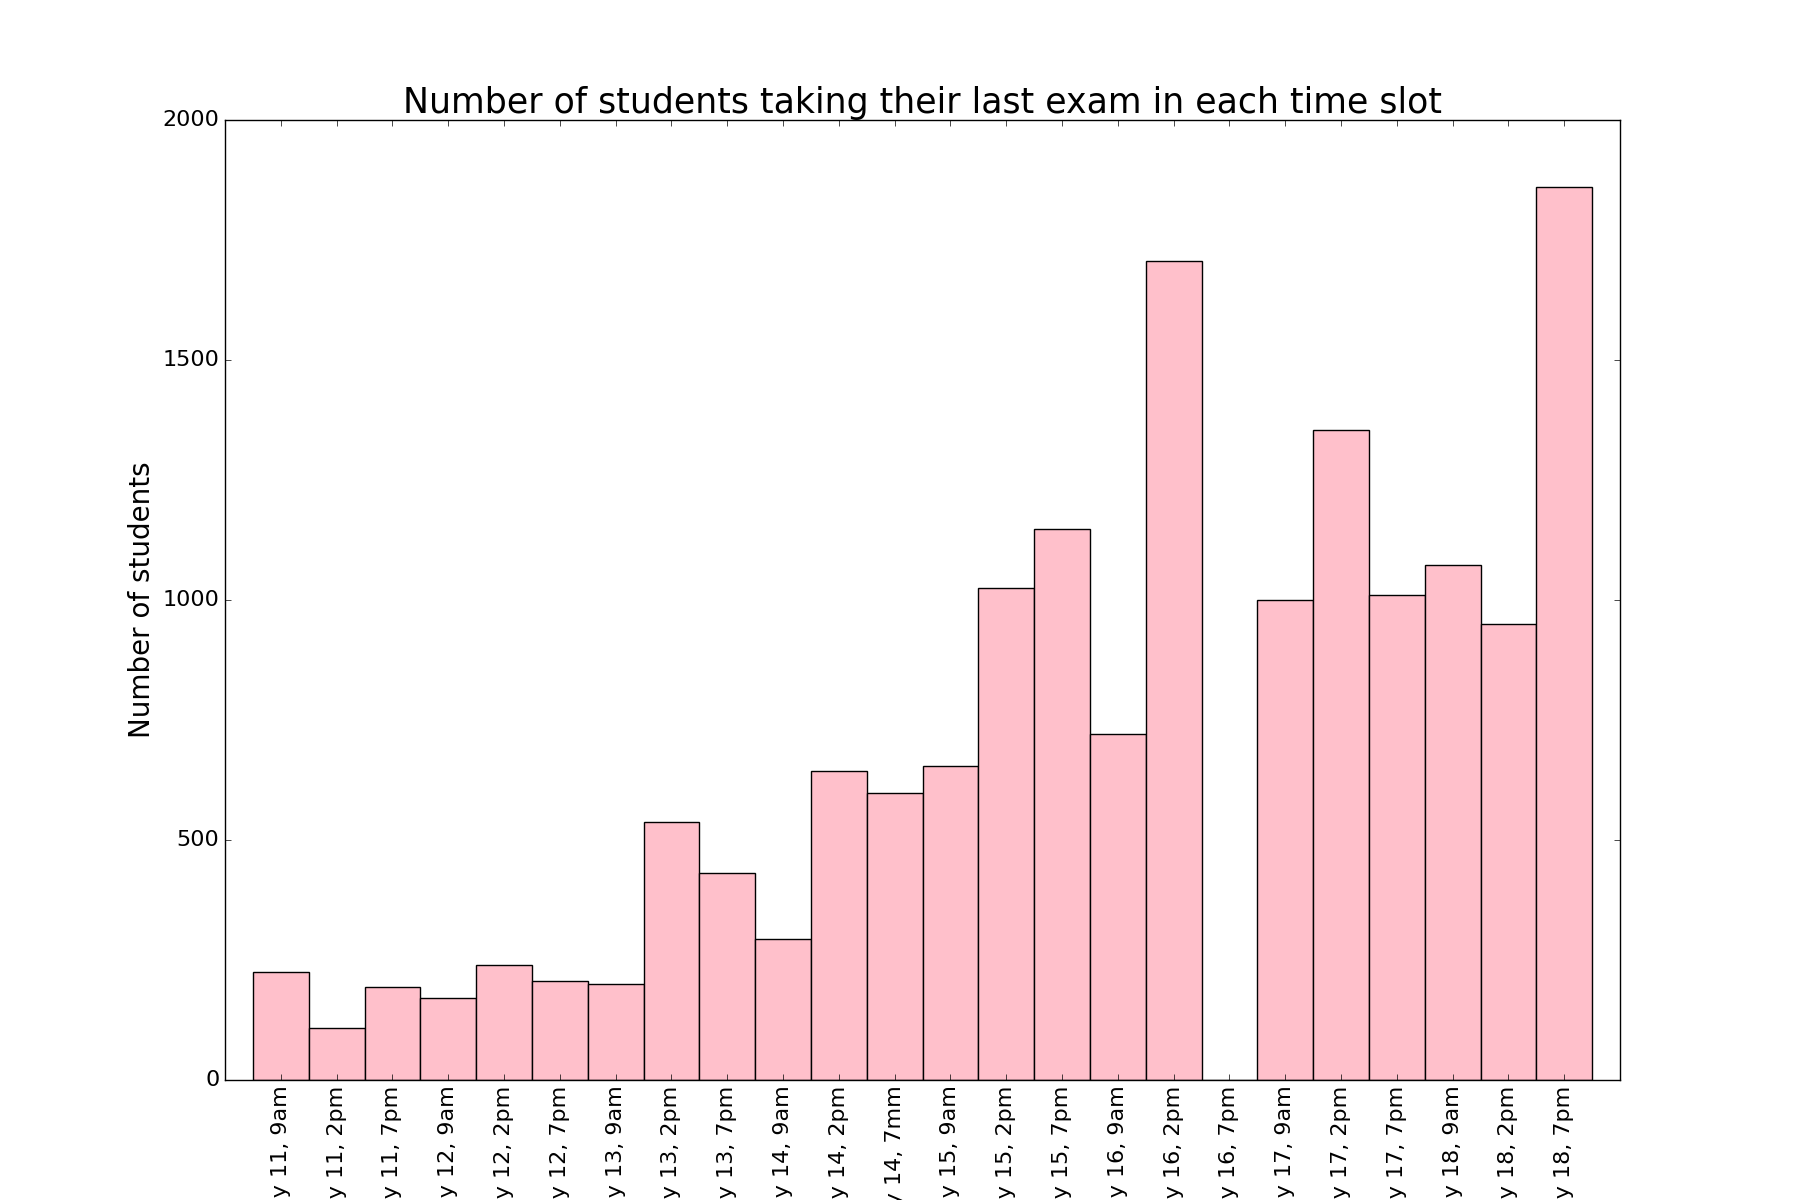 Number of students taking their last exam in each time slot
Number of students
2000
1500
1000
500
0
y 11, 9am
y 11, 2pm
y 11, 7pm
y 12, 9am
y 12, 2pm
y 12, 7pm
y 13, 9am
y 13, 2pm
y 13, 7pm
y 14, 9am
y 14, 2pm
y 14, 7mm
y 15, 9am
y 15, 2pm
y 15, 7pm
y 16, 9am
y 16, 2pm
y 16, 7pm
y 17, 9am
y 17, 2pm
y 17, 7pm
y 18, 9am
y 18, 2pm
y 18, 7pm